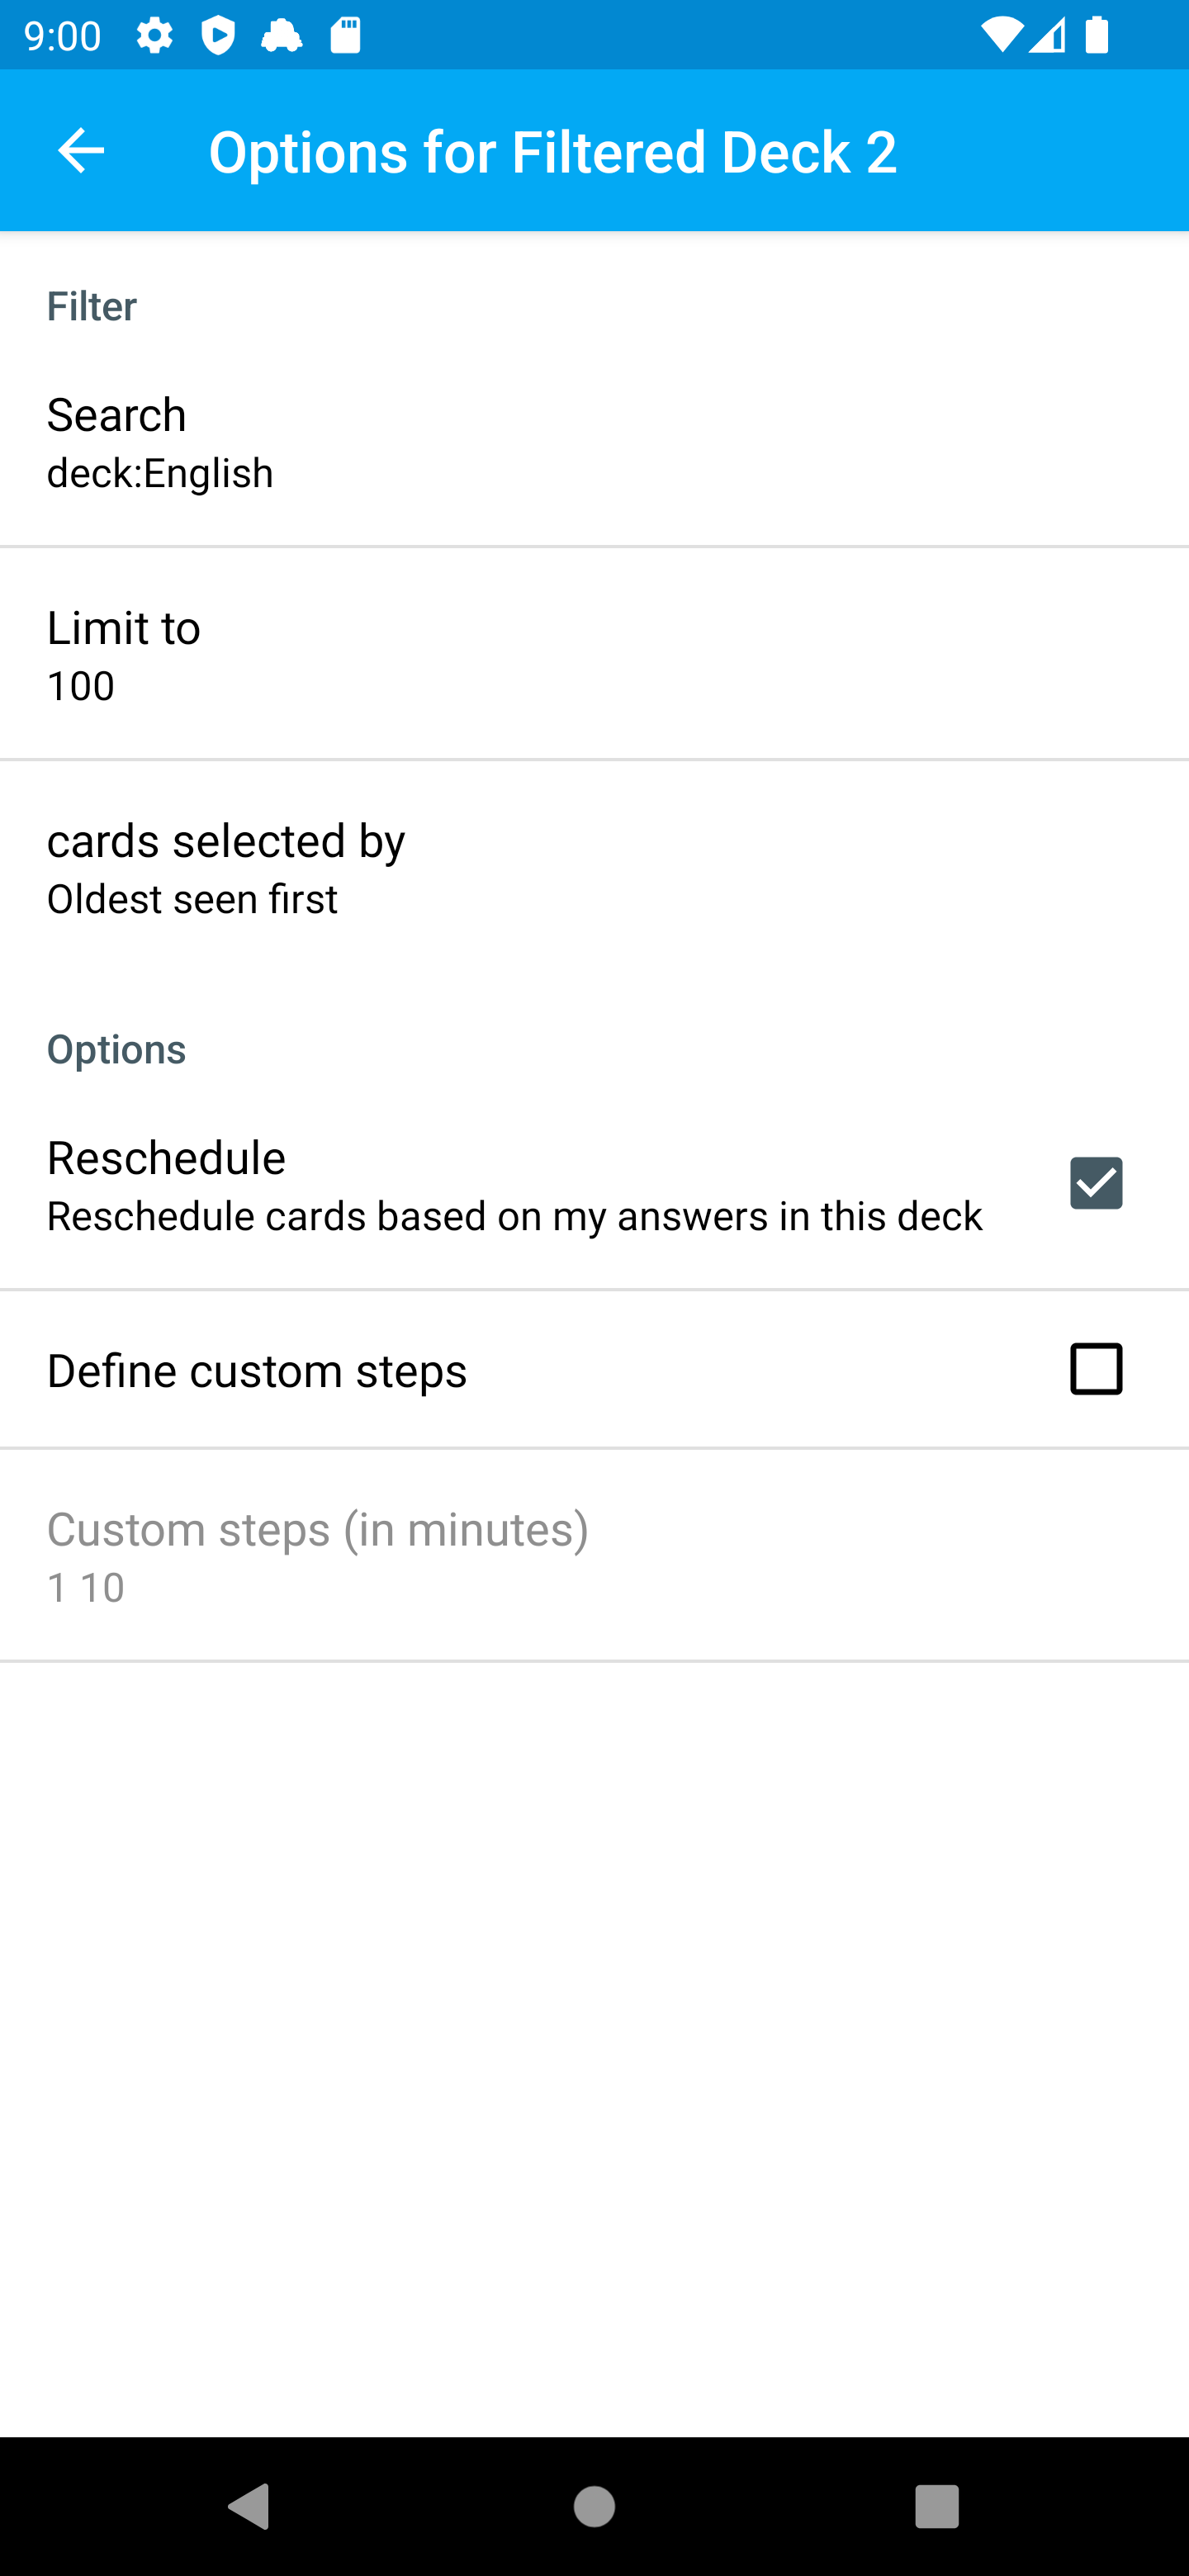 9:00
Options for Filtered Deck 2
Filter
Search
deck:English
Limit to
100
cards selected by
Oldest seen first
Options
Reschedule
Reschedule cards based on my answers in this deck
Define custom steps
Custom steps (in minutes)
1 10